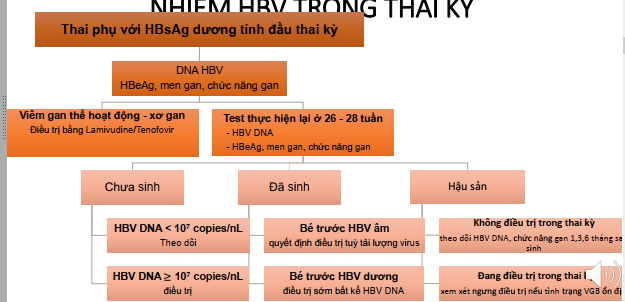 NHIỄM HBV TRONG THAI KỲ
Thai phụ với HBsAg dương tính đầu thai kỳ
DNA HBV
HBeAg, men gan, chức năng gan
Viêm gan thể hoạt động - xơ gan
Điều trị bằng Lamivudine/Tenofovir
Test thực hiện lại ở 26 - 28 tuần
- HBV DNA
- HBeAg, men gan, chức năng gan
Chưa sinh
Đã sinh
Hậu sản
HBV DNA < 10⁷ copies/nL
Theo dõi
Bé trước HBV âm
quyết định điều trị tuỳ tải lượng virus
Không điều trị trong thai kỳ
theo dõi HBV DNA, chức năng gan 1,3,6 tháng sa
sinh
HBV DNA ≥ 10⁷ copies/nL
điều trị
Bé trước HBV dương
điều trị sớm bất kể HBV DNA
Đang điều trị trong thai
xem xét ngưng điều trị nếu tình trạng VGB ổn đị